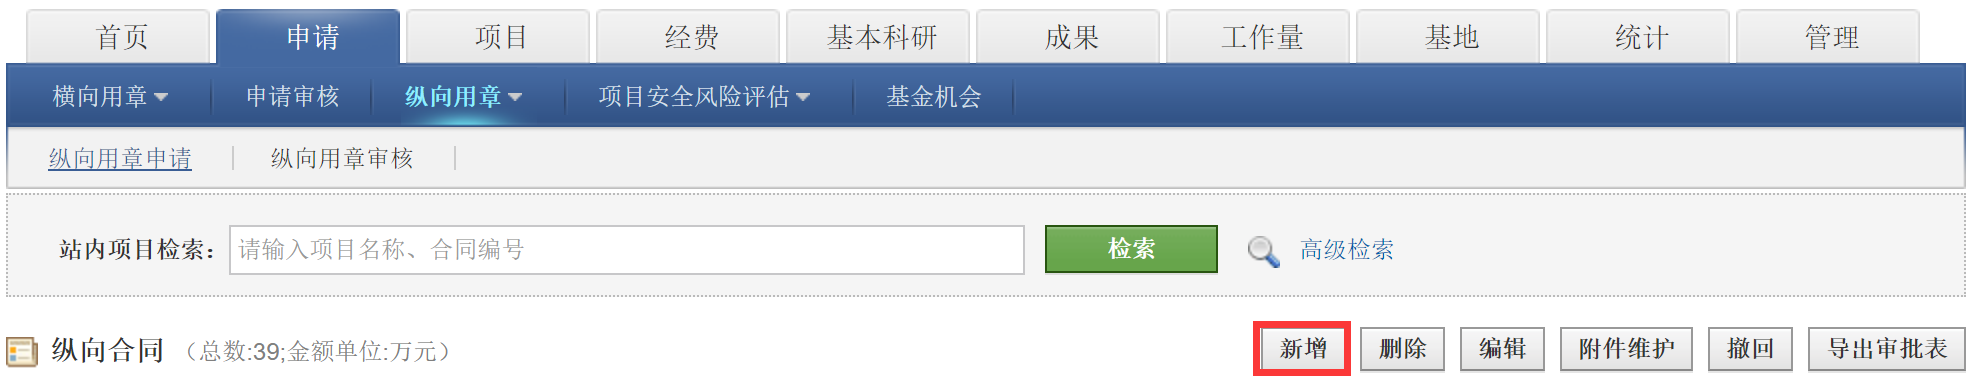 首页 申请 项目 经费 基本科研 成果 工作量 基地 统计 管理
横向用章 申请审核 纵向用章 项目安全风险评估 基金机会
纵向用章申请 纵向用章审核
站内项目检索： 请输入项目名称、合同编号 检索 高级检索
纵向合同 （总数:39;金额单位:万元） 新增 删除 编辑 附件维护 撤回 导出审批表